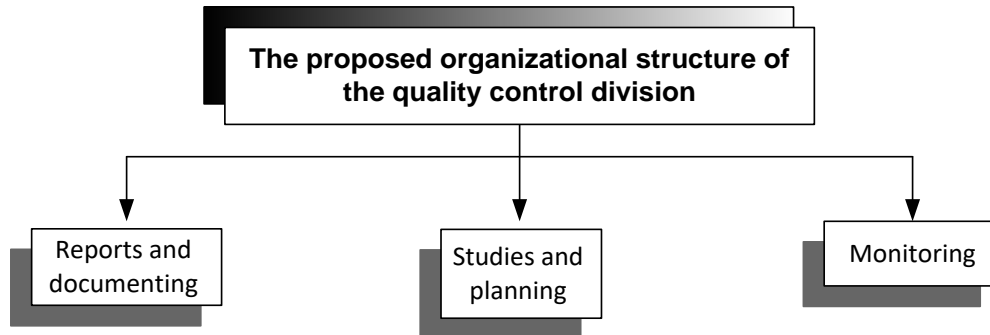 The proposed organizational structure of
the quality control division
Reports and
documenting
Studies and
planning
Monitoring